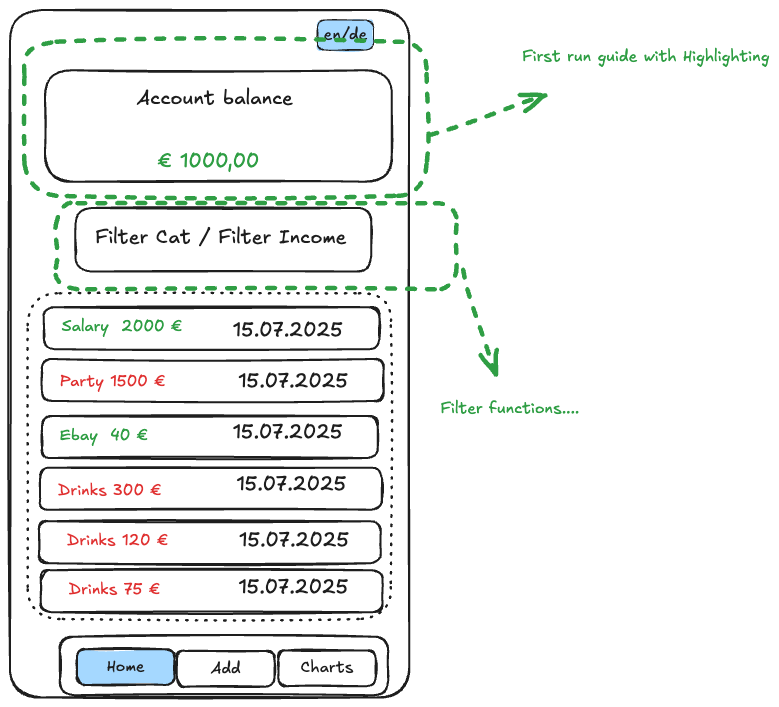 en/de
First run guide with Highlighting
Account balance
€ 1000,00
Filter Cat / Filter Income
Salary 2000 € 15.07.2025
Party 1500 € 15.07.2025
Filter functions....
Ebay 40 € 15.07.2025
Drinks 300 € 15.07.2025
Drinks 120 € 15.07.2025
Drinks 75 € 15.07.2025
Home Add Charts